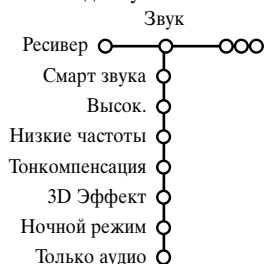 Звук
Ресивер
Смарт звука
Высок.
Низкие частоты
Тонкомпенсация
3D Эффект
Ночной режим
Только аудио